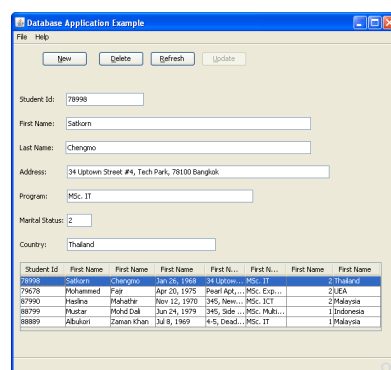 Database Application Example
File Help
New Delete Refresh Update
Student Id: 78998
First Name: Satkorn
Last Name: Chengmo
Address: 34 Uptown Street #4, Tech Park, 78100 Bangkok
Program: MSc. IT
Marital Status: 2
Country: Thailand
Student Id First Name First Name First Name First N... First N... First Name First Name
78998 Satkorn Chengmo Jan 26, 1968 34 Uptow... MSc. IT 2 Thailand
79678 Mohammed Fajr Apr 20, 1975 Pearl Apt,... MSc. Exp... 2 UEA
87990 Haslina Mahathir Nov 12, 1970 345, New... MSc. ICT 2 Malaysia
88799 Mustar Mohd Dali Jun 24, 1979 345, Side ... MSc. Multi... 1 Indonesia
88889 Albukori Zaman Khan Jul 8, 1969 4-5, Dead... MSc. IT 1 Malaysia